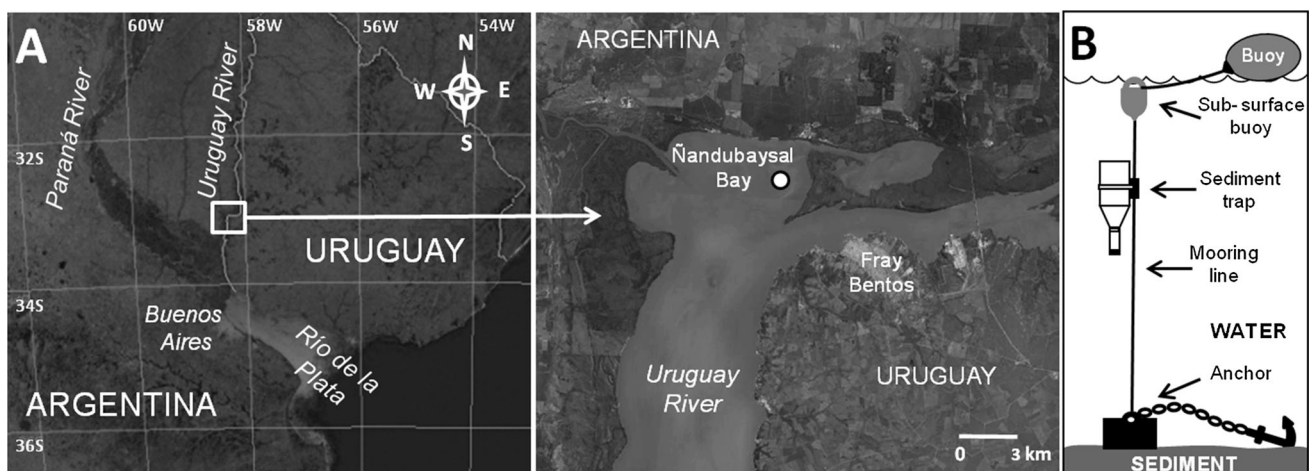 A
60W
58W
56W
54W
N
W
E
S
Paraná River
Uruguay River
32S
URUGUAY
34S
Buenos
Aires
Río de la
Plata
ARGENTINA
36S
ARGENTINA
Ñandubaysal
Bay
Fray
Bentos
Uruguay
River
URUGUAY
0
3 km
B
Buoy
Sub- surface
buoy
Sediment
trap
Mooring
line
WATER
Anchor
SEDIMENT